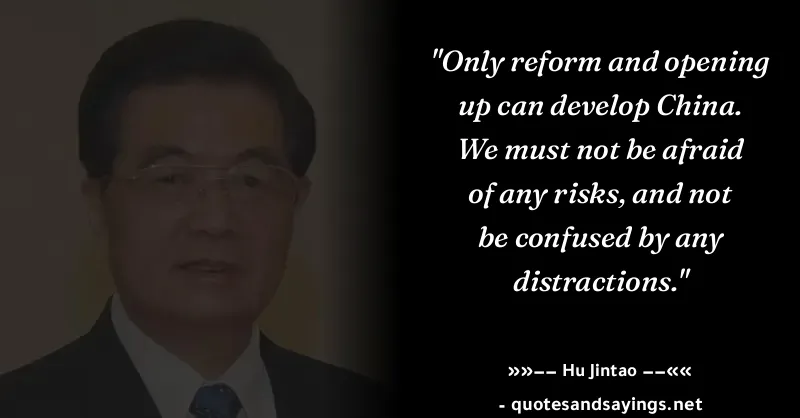 "Only reform and opening
up can develop China.
We must not be afraid
of any risks, and not
be confused by any
distractions."
»»−− Hu Jintao −−««
- quotesandsayings.net